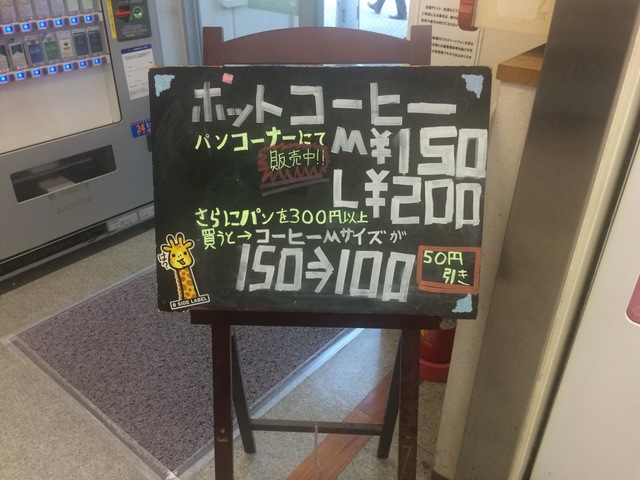 ホットコーヒー
パンコーナーにて
販売中!!
M¥150
L¥200
さらにパンを300円以上
買うと→コーヒーMサイズが
150⇒100
50円
引き
B SIDE LABEL